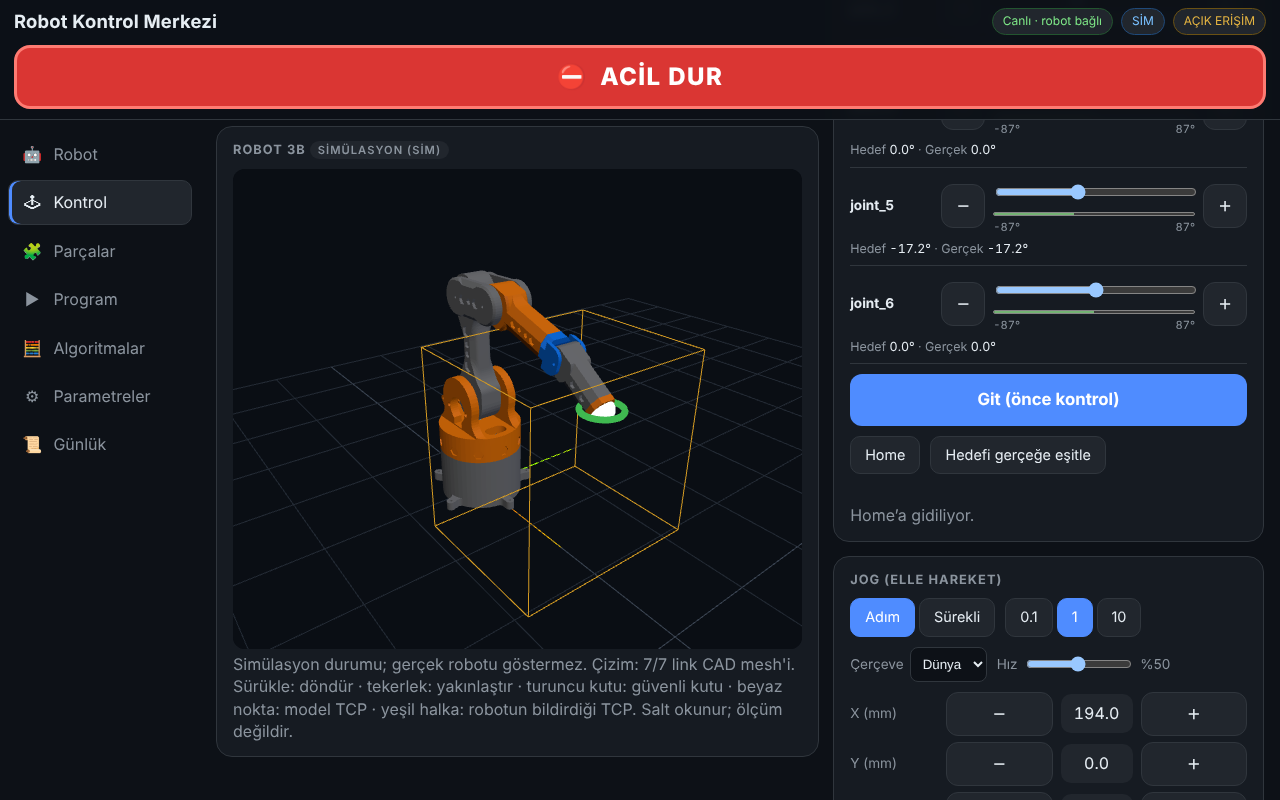 Robot Kontrol Merkezi
Canlı · robot bağlı
SİM
AÇIK ERİŞİM
ACİL DUR
Robot
Kontrol
Parçalar
Program
Algoritmalar
Parametreler
Günlük
ROBOT 3B SİMÜLASYON (SİM)
Simülasyon durumu; gerçek robotu göstermez. Çizim: 7/7 link CAD mesh'i.
Sürükle: döndür · tekerlek: yakınlaştır · turuncu kutu: güvenli kutu · beyaz
nokta: model TCP · yeşil halka: robotun bildirdiği TCP. Salt okunur; ölçüm
değildir.
-87° 87°
Hedef 0.0° · Gerçek 0.0°
joint_5 − +
-87° 87°
Hedef -17.2° · Gerçek -17.2°
joint_6 − +
-87° 87°
Hedef 0.0° · Gerçek 0.0°
Git (önce kontrol)
Home
Hedefi gerçeğe eşitle
Home'a gidiliyor.
JOG (ELLE HAREKET)
Adım Sürekli 0.1 1 10
Çerçeve Dünya Hız %50
X (mm) − 194.0 +
Y (mm) − 0.0 +